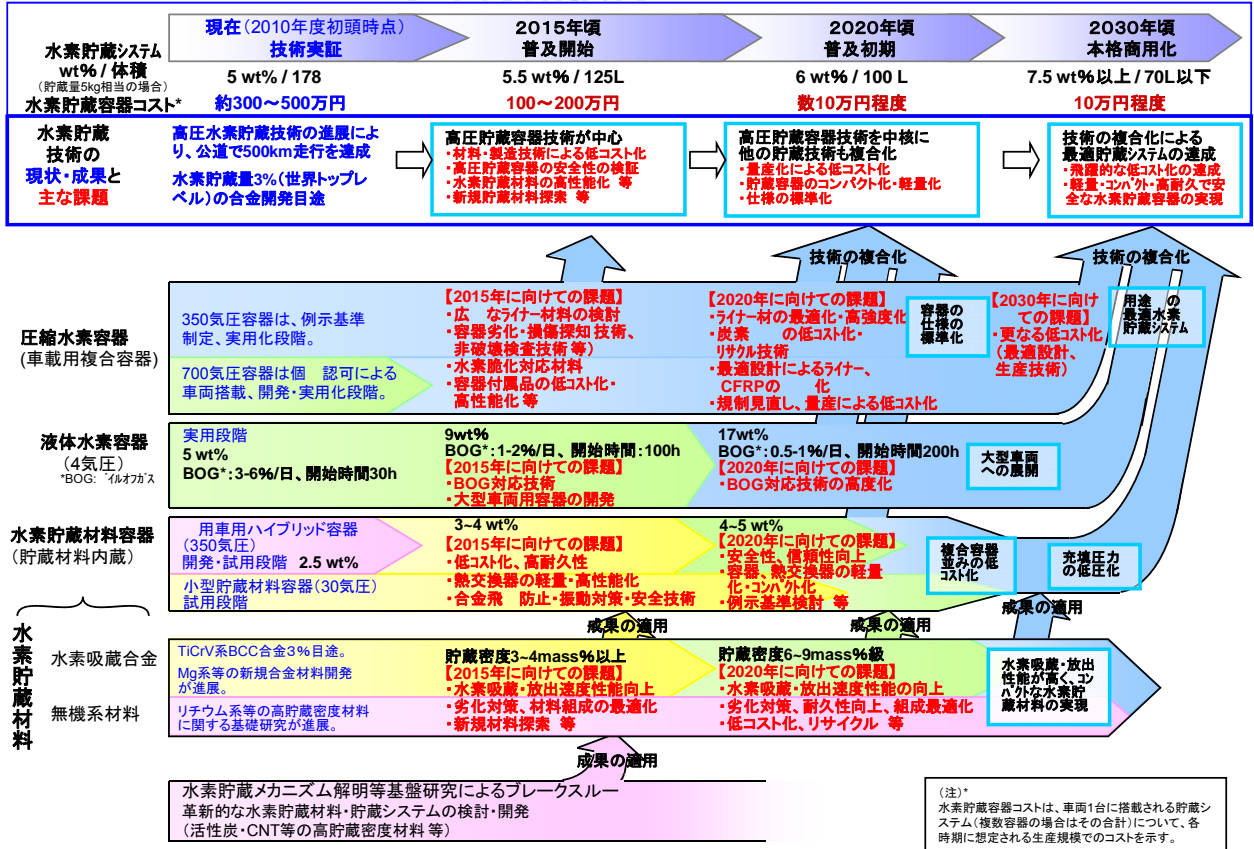 現在(2010年度初頭時点)
技術実証
2015年頃
普及開始
2020年頃
普及初期
2030年頃
本格商用化
水素貯蔵システム
wt%/体積
(貯蔵量5kg相当の場合)
5 wt% / 178
5.5 wt% / 125L
6 wt% / 100 L
7.5 wt%以上 / 70L以下
水素貯蔵容器コスト*
約300～500万円
100～200万円
数10万円程度
10万円程度
水素貯蔵
技術の
現状・成果と
主な課題
高圧水素貯蔵技術の進展によ
り、公道で500km走行を達成
水素貯蔵量3%(世界トップレ
ベル)の合金開発目途
高圧貯蔵容器技術が中心
・材料・製造技術による低コスト化
・高圧貯蔵容器の安全性の検証
・水素貯蔵材料の高性能化 等
・新規貯蔵材料探索 等
高圧貯蔵容器技術を中核に
他の貯蔵技術も複合化
・量産化による低コスト化
・貯蔵容器のコンパクト化・軽量化
・仕様の標準化
技術の複合化による
最適貯蔵システムの達成
・飛躍的な低コスト化の達成
・軽量・コンパクト・高耐久で安
全な水素貯蔵容器の実現
技術の複合化
技術の複合化
圧縮水素容器
(車載用複合容器)
350気圧容器は、例示基準
制定、実用化段階。
700気圧容器は個 認可による
車両搭載、開発・実用化段階。
【2015年に向けての課題】
・広 なライナー材料の検討
・容器劣化・損傷探知技術、
非破壊検査技術等)
・水素脆化対応材料
・容器付属品の低コスト化・
高性能化 等
【2020年に向けての課題】
・ライナー材の最適化・高強度化
・炭素 の低コスト化・
リサクル技術
・最適設計によるライナー、
CFRPの 化
・規制見直し、量産による低コスト化
容器の
仕様の
標準化
【2030年に向け
ての課題】
・更なる低コスト化
(最適設計、
生産技術)
用途 の
最適水素
貯蔵システム
液体水素容器
(4気圧)
*BOG: イルオフガス
実用段階
5 wt%
BOG*:3-6%/日、開始時間30h
9wt%
BOG*:1-2%/日、開始時間:100h
【2015年に向けての課題】
・BOG対応技術
・大型車両用容器の開発
17wt%
BOG*:0.5-1%/日、開始時間200h
【2020年に向けての課題】
・BOG対応技術の高度化
大型車両
への展開
水素貯蔵材料容器
(貯蔵材料内蔵)
用車用ハイブリッド容器
(350気圧)
開発・試用段階 2.5 wt%
小型貯蔵材料容器(30気圧)
試用段階
3~4 wt%
【2015年に向けての課題】
・低コスト化、高耐久性
・熱交換器の軽量・高性能化
・合金飛 防止・振動対策・安全技術
4~5 wt%
【2020年に向けての課題】
・安全性、信頼性向上
・容器、熱交換器の軽量
化・コンパクト化
・例示基準検討 等
複合容器
並みの低
コスト化
充填圧力
の低圧化
成果の適用
成果の適用
成果の適用
水素貯蔵材料
水素吸蔵合金
無機系材料
TiCrV系BCC合金3%目途。
Mg系等の新規合金材料開発
が進展。
リチウム系等の高貯蔵密度材料
に関する基礎研究が進展。
貯蔵密度3~4mass%以上
【2015年に向けての課題】
・水素吸蔵・放出速度性能向上
・劣化対策、材料組成の最適化
・新規材料探索 等
貯蔵密度6~9mass%級
【2020年に向けての課題】
・水素吸蔵・放出速度性能の向上
・劣化対策、耐久性向上、組成最適化
・低コスト化、リサイクル 等
水素吸蔵・放出
性能が高く、コン
パクトな水素貯
蔵材料の実現
成果の適用
水素貯蔵メカニズム解明等基盤研究によるブレークスルー
革新的な水素貯蔵材料・貯蔵システムの検討・開発
(活性炭・CNT等の高貯蔵密度材料 等)
(注)*
水素貯蔵容器コストは、車両1台に搭載される貯蔵シ
ステム(複数容器の場合はその合計)について、各
時期に想定される生産規模でのコストを示す。